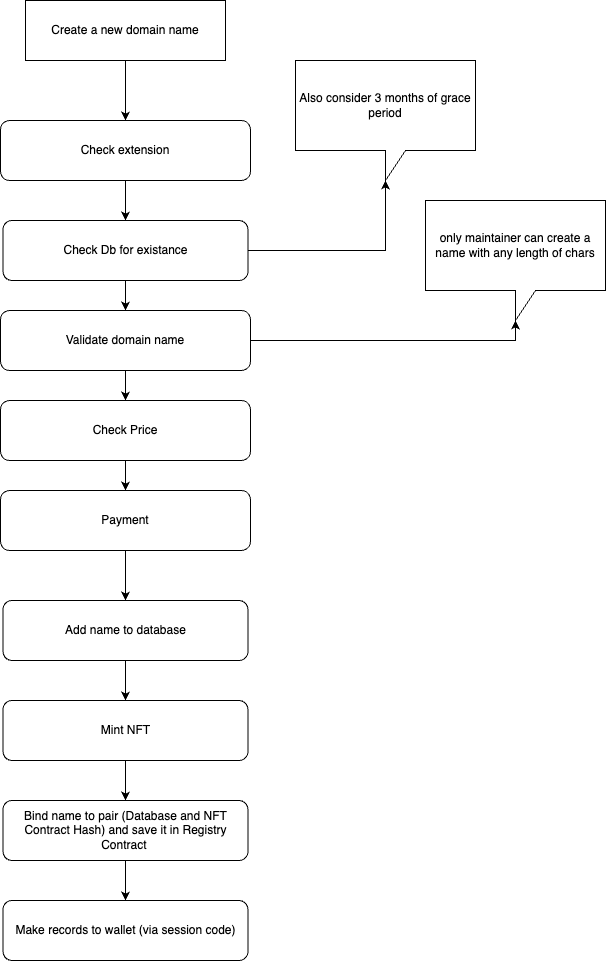 Create a new domain name
Also consider 3 months of grace
period
Check extension
only maintainer can create a
name with any length of chars
Check Db for existance
Validate domain name
Check Price
Payment
Add name to database
Mint NFT
Bind name to pair (Database and NFT
Contract Hash) and save it in Registry
Contract
Make records to wallet (via session code)